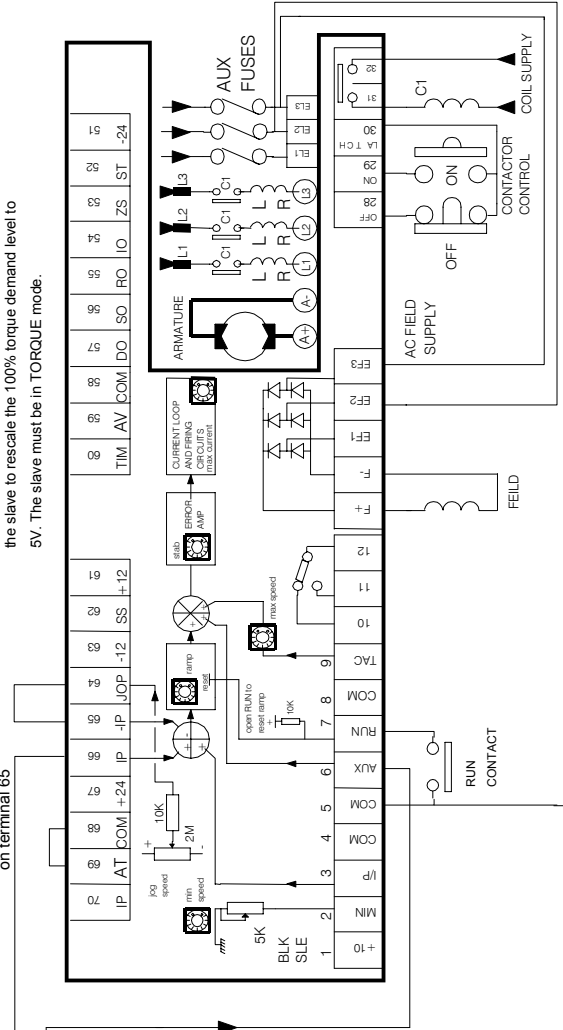 the slave to rescale the 100% torque demand level to
5V. The slave must be in TORQUE mode.
on terminal 65
51 52 53 54 55 56 57 58 59 60
-24 ST ZS IO RO SO DO COM AV TIM
61 62 63 64 65 66 67 68 69 70
+12 SS -12 JOP -IP IP +24 COM AT IP
AUX
FUSES
ARMATURE
L1 L2 L3
C1 C1 C1
L L L
R R R
A+ A- L1 L2 L3
EL1 EL2 EL3
CURRENT LOOP
AND FIRING
CIRCUITS
max current
stab
ERROR
AMP
ramp
reset
max speed
open RUN to
reset ramp
+
10K
+
-
+
+
+
10K
+
2M
-
jog
speed
min
speed
5K
BLK
SLE
1 2 3 4 5 6 7 8 9 10 11 12
+10 MIN I/P COM COM AUX RUN COM TAC
F+ F- EF1 EF2 EF3
28 29 30 31 32
OFF ON LATCH
C1
COIL SUPPLY
ON
OFF
CONTACTOR
CONTROL
AC FIELD
SUPPLY
FEILD
RUN
CONTACT